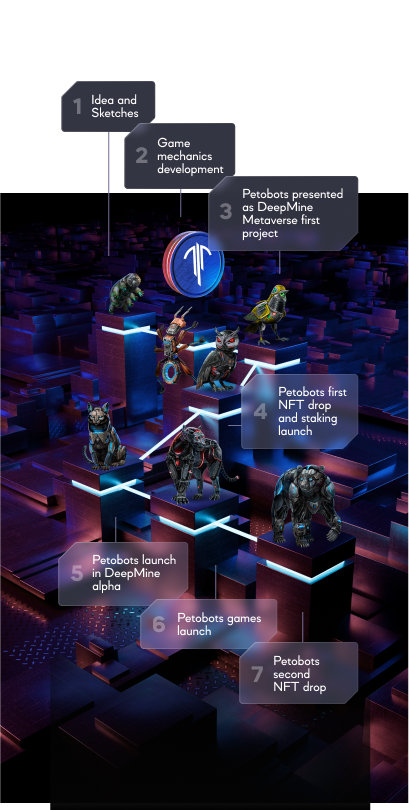 1
Idea and
Sketches
2
Game
mechanics
development
3
Petobots presented
as DeepMine
Metaverse first
project
4
Petobots first
NFT drop
and staking
launch
5
Petobots launch
in DeepMine
alpha
6
Petobots games
launch
7
Petobots
second
NFT drop